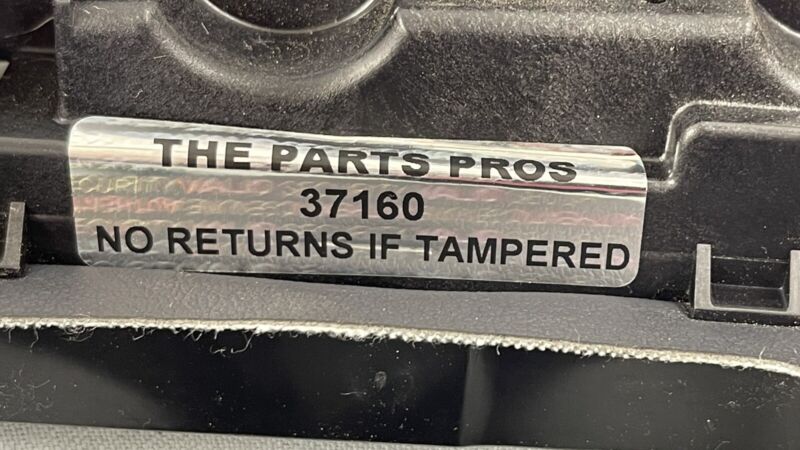 THE PARTS PROS
37160
NO RETURNS IF TAMPERED